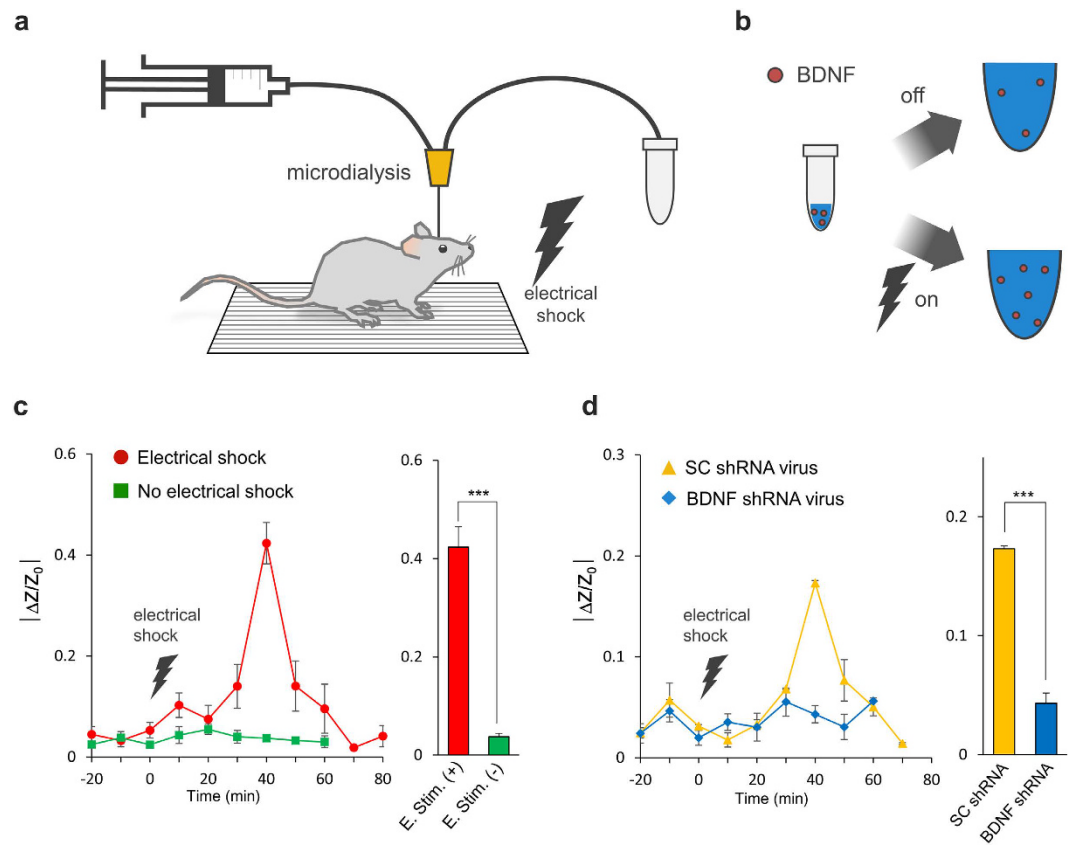 a
microdialysis
electrical
shock
b
BDNF
off
on
c
Electrical shock
No electrical shock
|ΔZ/Z₀|
0.6
0.4
0.2
0
electrical
shock
-20
0
20
40
60
80
Time (min)
0.6
0.4
0.2
0
***
E. Stim. (+)
E. Stim. (-)
d
SC shRNA virus
BDNF shRNA virus
|ΔZ/Z₀|
0.3
0.2
0.1
0
electrical
shock
-20
0
20
40
60
80
Time (min)
0.2
0.1
0
***
SC shRNA
BDNF shRNA